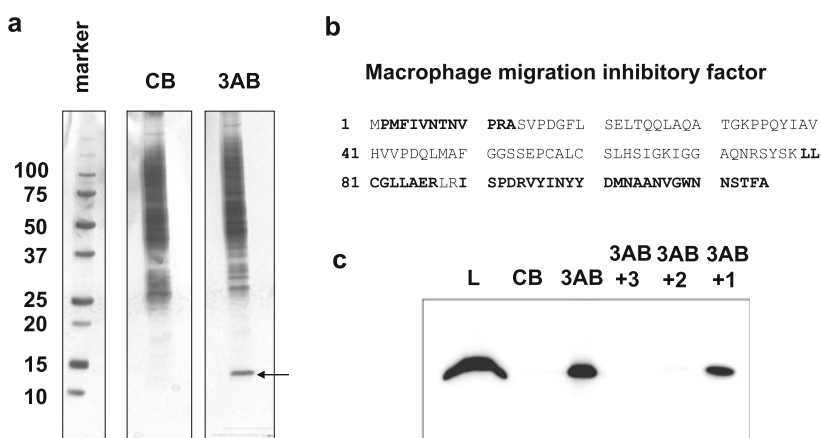 a
marker
CB
3AB
100
75
50
37
25
20
15
10
b
Macrophage migration inhibitory factor
1 MPMFIVNTNV PRASVPDGFL SELTQQLAQA TGKPPQYIAV
41 HVVPDQLMAF GGSSEPCALC SLHSIGKIGG AQNRSYSKLL
81 CGLLAERLRI SPDRVYINYY DMNAANVGWN NSTFA
c
L CB 3AB 3AB +3 3AB +2 3AB +1